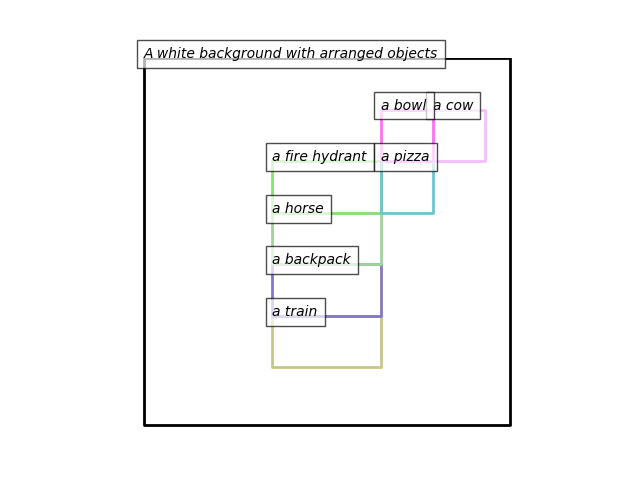 A white background with arranged objects
a bowl
a cow
a fire hydrant
a pizza
a horse
a backpack
a train